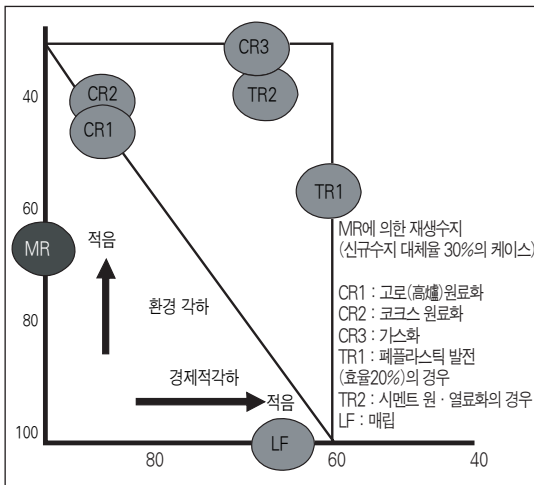 CR3
40
CR2
TR2
CR1
TR1
60
MR에 의한 재생수지
적음
(신규수지 대체율 30%의 케이스)
MR
CR1 : 고로(高爐)원료화
환경 각하
CR2 : 코크스 원료화
80
CR3 : 가스화
TR1 : 폐플라스틱 발전
경제적각하
(효율20%)의 경우
적음
TR2 : 시멘트 원 · 열료화의 경우
LF : 매립
100
LF
80
60
40